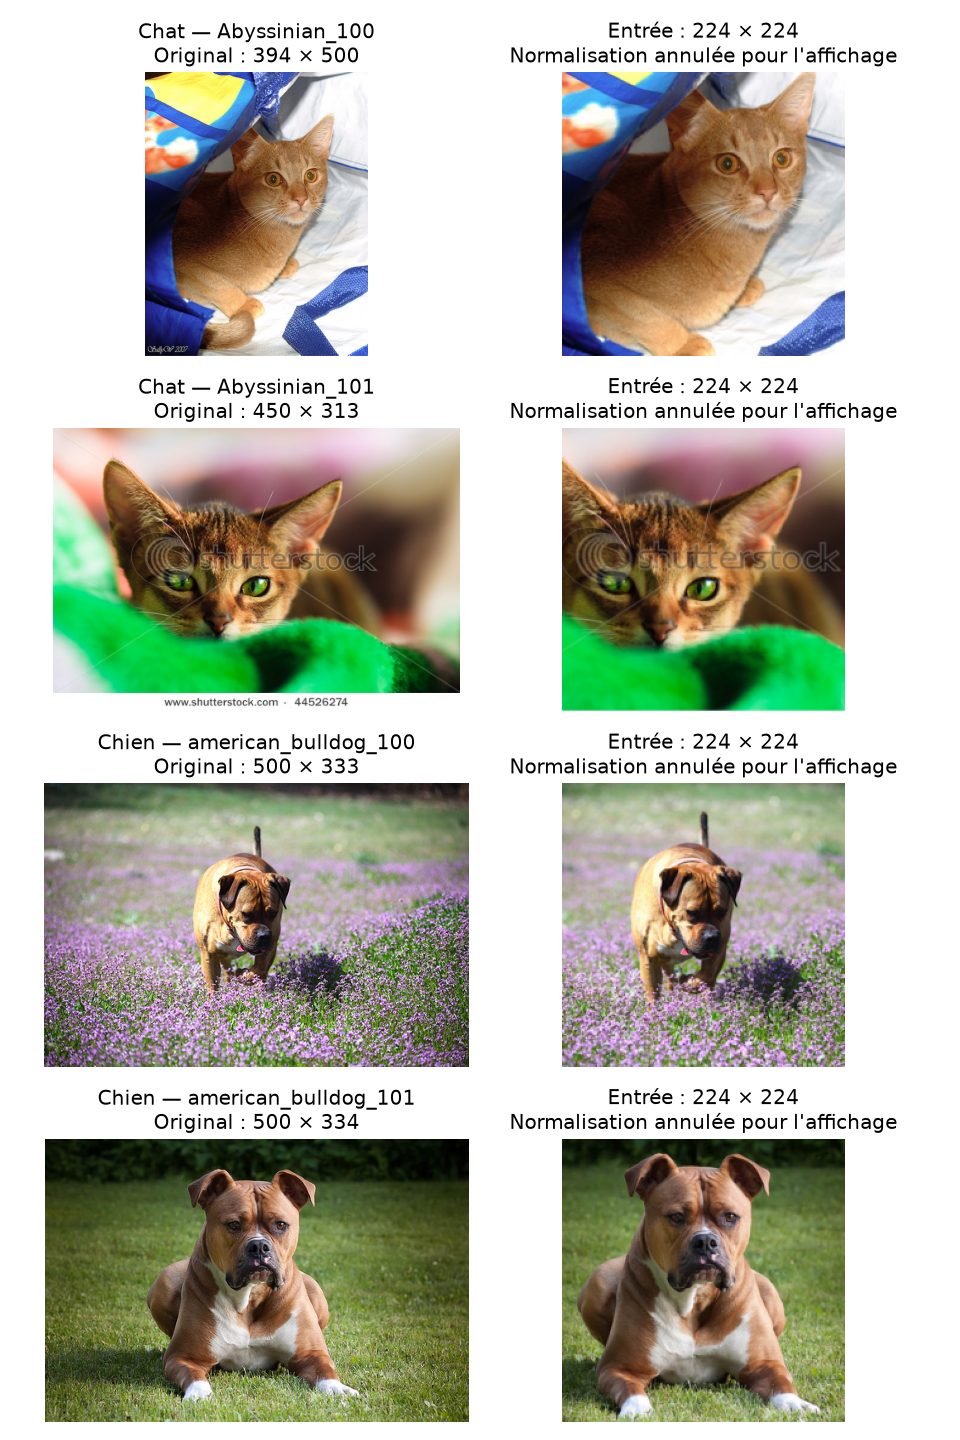 Chat — Abyssinian_100
Original : 394 × 500
Entrée : 224 × 224
Normalisation annulée pour l'affichage
SallyW 2007
Chat — Abyssinian_101
Original : 450 × 313
Entrée : 224 × 224
Normalisation annulée pour l'affichage
shutterstock
shutterstock
www.shutterstock.com · 44526274
Chien — american_bulldog_100
Original : 500 × 333
Entrée : 224 × 224
Normalisation annulée pour l'affichage
Chien — american_bulldog_101
Original : 500 × 334
Entrée : 224 × 224
Normalisation annulée pour l'affichage